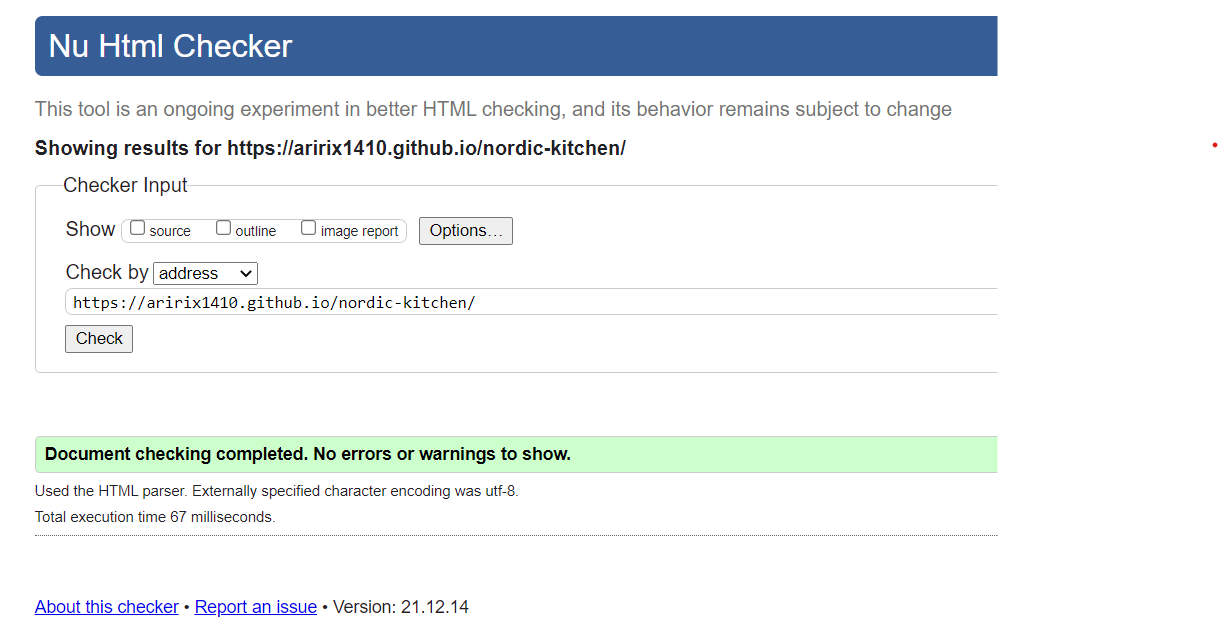 Nu Html Checker
This tool is an ongoing experiment in better HTML checking, and its behavior remains subject to change
Showing results for https://aririx1410.github.io/nordic-kitchen/
Checker Input
Show source outline image report Options...
Check by address
https://aririx1410.github.io/nordic-kitchen/
Check
Document checking completed. No errors or warnings to show.
Used the HTML parser. Externally specified character encoding was utf-8.
Total execution time 67 milliseconds.
About this checker • Report an issue • Version: 21.12.14